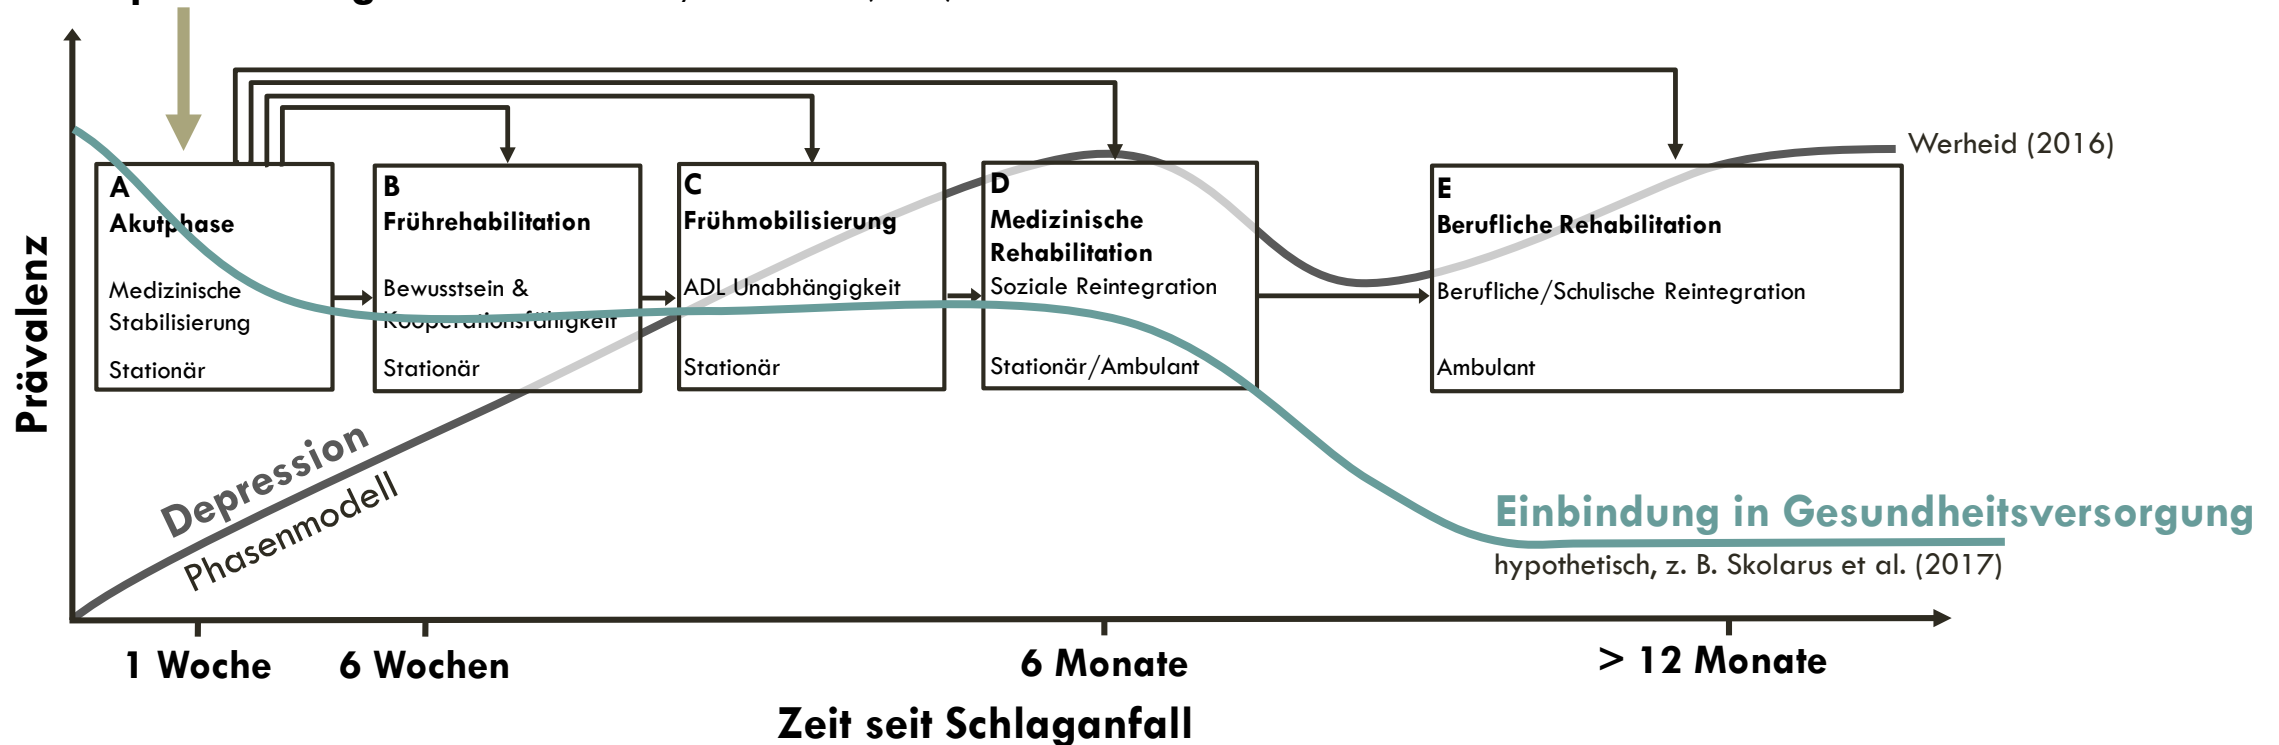 A
Akutphase
Medizinische
Stabilisierung
Stationär
B
Frührehabilitation
Bewusstsein &
Kooperationsfähigkeit
Stationär
C
Frühmobilisierung
ADL Unabhängigkeit
Stationär
D
Medizinische
Rehabilitation
Soziale Reintegration
Stationär/Ambulant
E
Berufliche Rehabilitation
Berufliche/Schulische Reintegration
Ambulant
Werheid (2016)
Prävalenz
Depression
Phasenmodell
Einbindung in Gesundheitsversorgung
hypothetisch, z. B. Skolarus et al. (2017)
1 Woche
6 Wochen
6 Monate
> 12 Monate
Zeit seit Schlaganfall